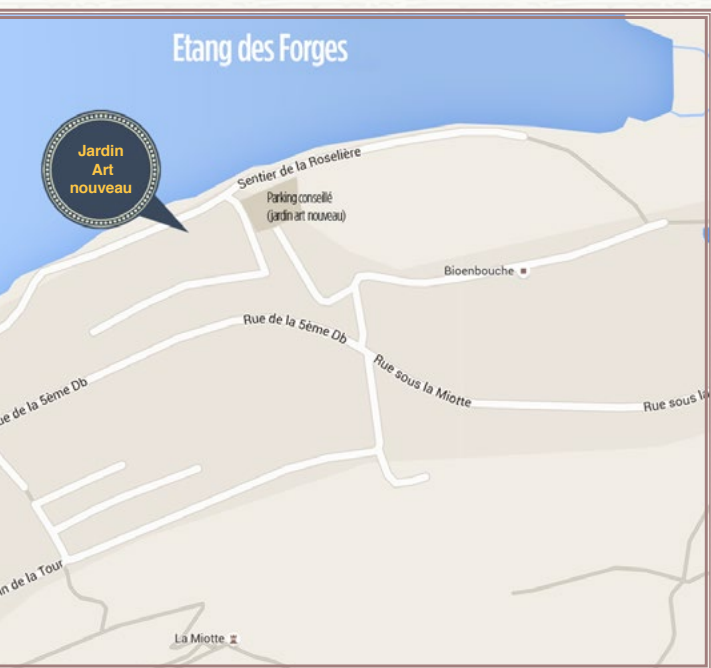 Etang des Forges
Jardin
Art
nouveau
Sentier de la Roselière
Parking conseillé
(jardin art nouveau)
Bioenbouche
Rue de la 5ème Db
Rue sous la Miotte
ue de la 5ème Db
Rue sous la
in de la Tour
La Miotte